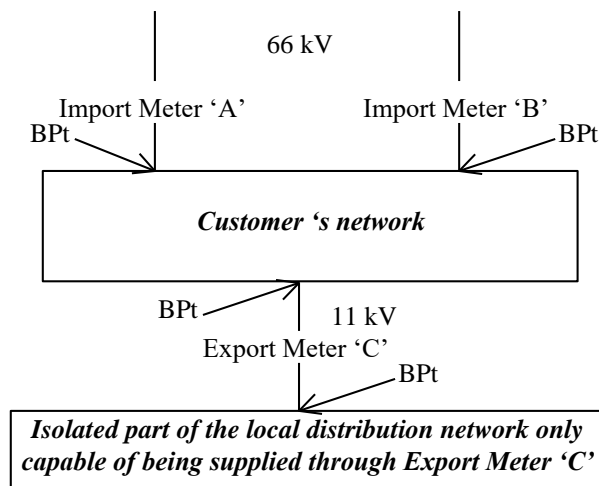 66 kV
Import Meter ‘A’
Import Meter ‘B’
BPt
BPt
Customer ‘s network
BPt
11 kV
Export Meter ‘C’
BPt
Isolated part of the local distribution network only
capable of being supplied through Export Meter ‘C’